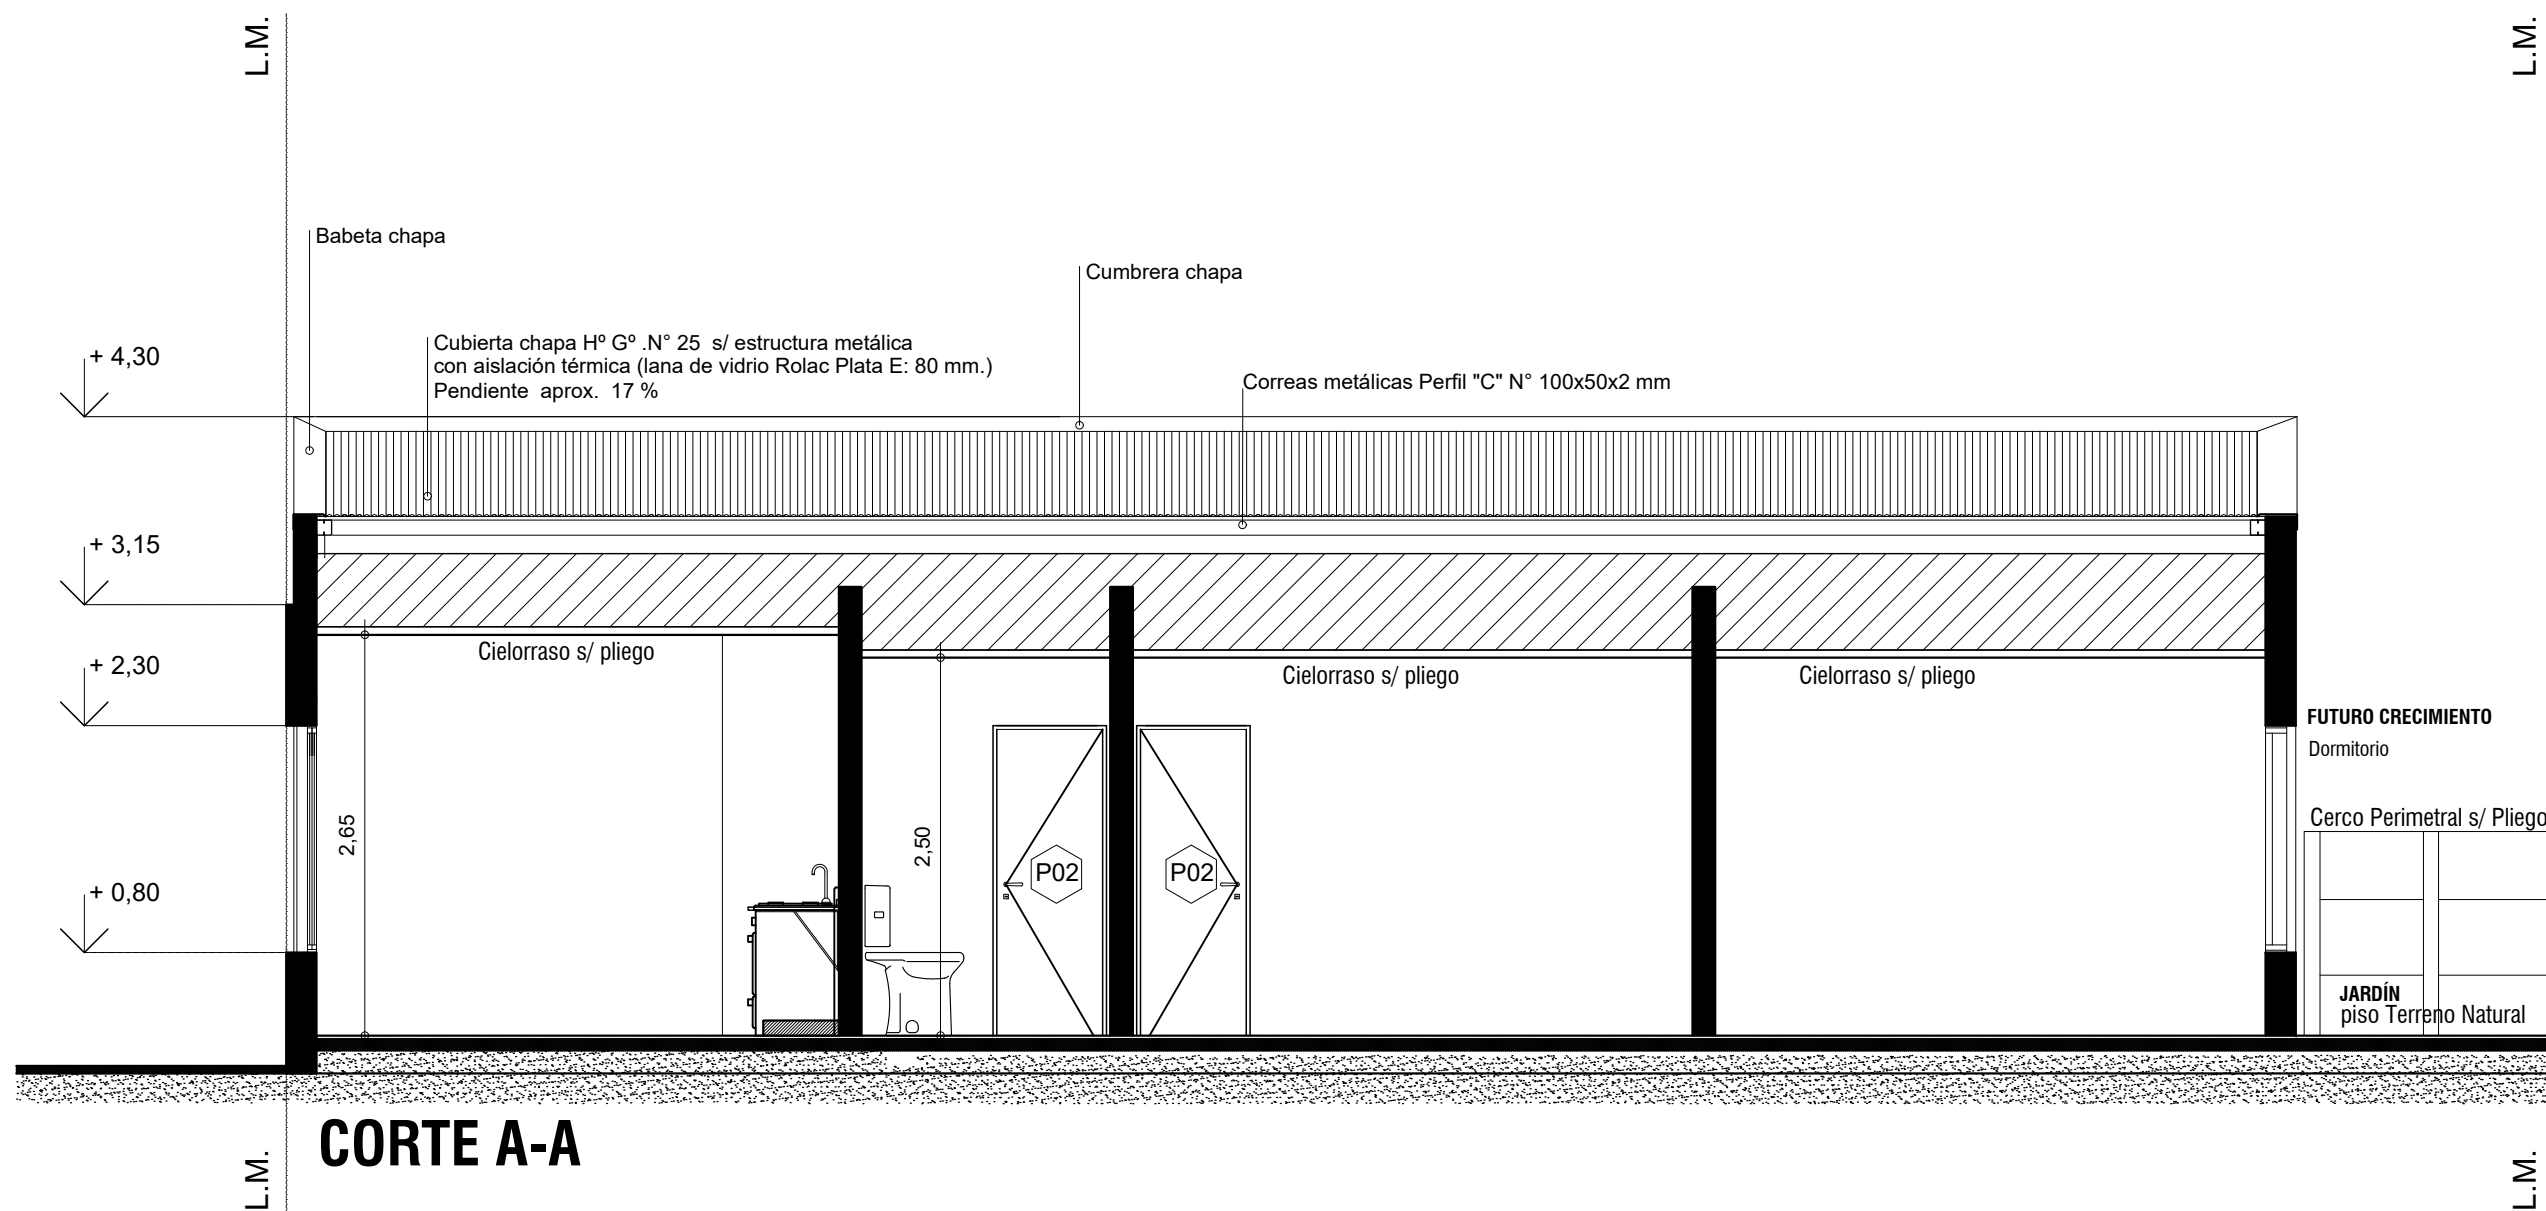 L.M.
L.M.
Babeta chapa
Cumbrera chapa
Cubierta chapa Hº Gº .N° 25 s/ estructura metálica
con aislación térmica (lana de vidrio Rolac Plata E: 80 mm.)
Pendiente aprox. 17 %
Correas metálicas Perfil "C" N° 100x50x2 mm
+ 4,30
+ 3,15
+ 2,30
+ 0,80
Cielorraso s/ pliego
Cielorraso s/ pliego
Cielorraso s/ pliego
2,65
2,50
P02
P02
FUTURO CRECIMIENTO
Dormitorio
Cerco Perimetral s/ Pliego
JARDÍN
piso Terreno Natural
CORTE A-A
L.M.
L.M.